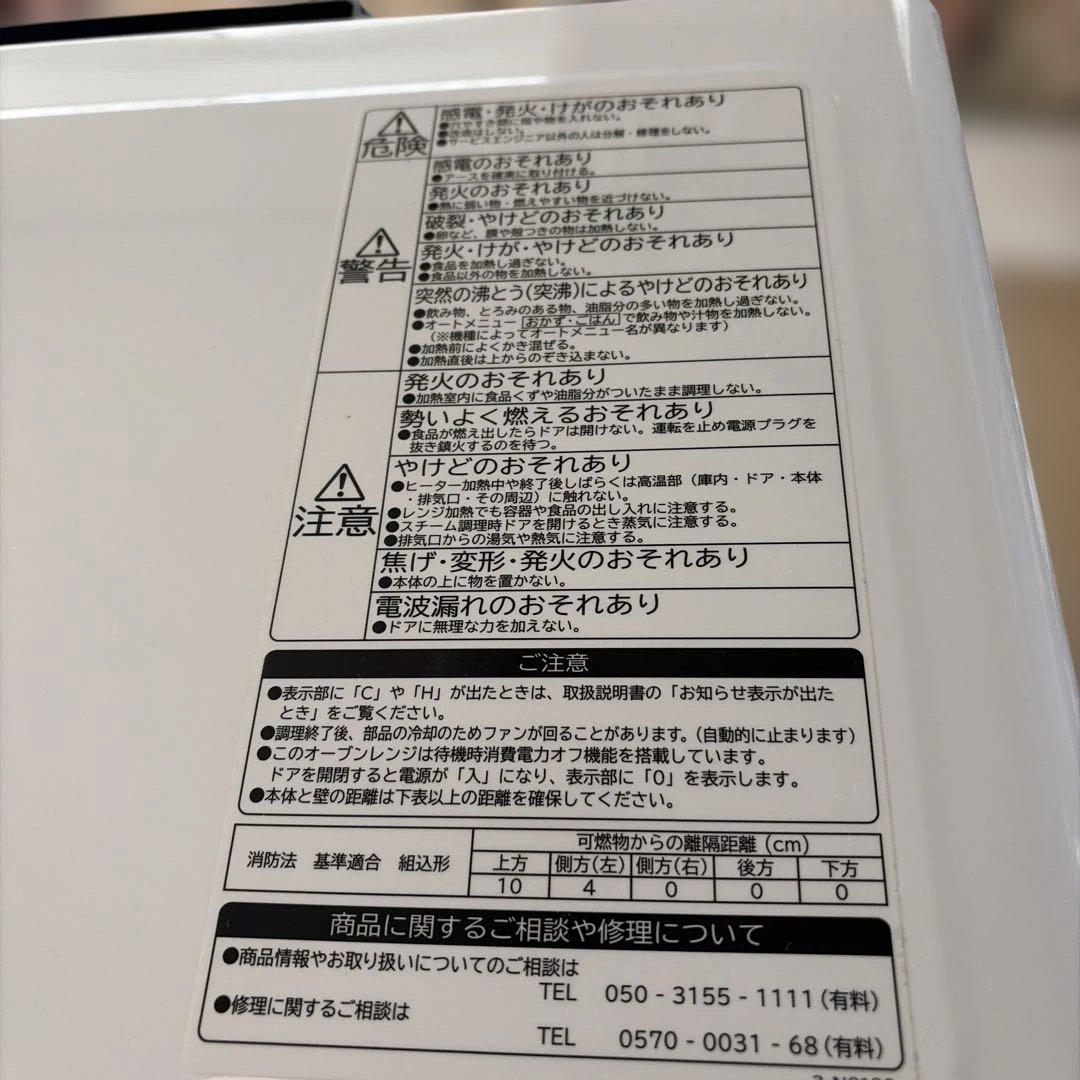 危険
感電・発火・けがのおそれあり
●穴やすき間に指や物を入れない。
●改造はしない。
●サービスエンジニア以外の人は分解・修理をしない。
警告
感電のおそれあり
●アースを確実に取り付ける。
発火のおそれあり
●熱に弱い物・燃えやすい物を近づけない。
破裂・やけどのおそれあり
●卵など、膜や殻つきの物は加熱しない。
発火・けが・やけどのおそれあり
●食品を加熱し過ぎない。
●食品以外の物を加熱しない。
突然の沸とう(突沸)によるやけどのおそれあり
●飲み物、とろみのある物、油脂分の多い物を加熱し過ぎない。
●オートメニュー おかず・ごはん で飲み物や汁物を加熱しない。
(※機種によってオートメニュー名が異なります)
●加熱前によくかき混ぜる。
●加熱直後は上からのぞき込まない。
注意
発火のおそれあり
●加熱室内に食品くずや油脂分がついたまま調理しない。
勢いよく燃えるおそれあり
●食品が燃え出したらドアは開けない。運転を止め電源プラグを
抜き鎮火するのを待つ。
やけどのおそれあり
●ヒーター加熱中や終了後しばらくは高温部（庫内・ドア・本体
・排気口・その周辺）に触れない。
●レンジ加熱でも容器や食品の出し入れに注意する。
●スチーム調理時ドアを開けるとき蒸気に注意する。
●排気口からの湯気や熱気に注意する。
焦げ・変形・発火のおそれあり
●本体の上に物を置かない。
電波漏れのおそれあり
●ドアに無理な力を加えない。
ご注意
●表示部に「C」や「H」が出たときは、取扱説明書の「お知らせ表示が出た
とき」をご覧ください。
●調理終了後、部品の冷却のためファンが回ることがあります。(自動的に止まります)
●このオーブンレンジは待機時消費電力オフ機能を搭載しています。
ドアを開閉すると電源が「入」になり、表示部に「0」を表示します。
●本体と壁の距離は下表以上の距離を確保してください。
消防法 基準適合 組込形
可燃物からの離隔距離 (cm)
上方 側方(左) 側方(右) 後方 下方
10 4 0 0 0
商品に関するご相談や修理について
●商品情報やお取り扱いについてのご相談は
TEL 050 - 3155 - 1111 (有料)
●修理に関するご相談は
TEL 0570 - 0031 - 68 (有料)